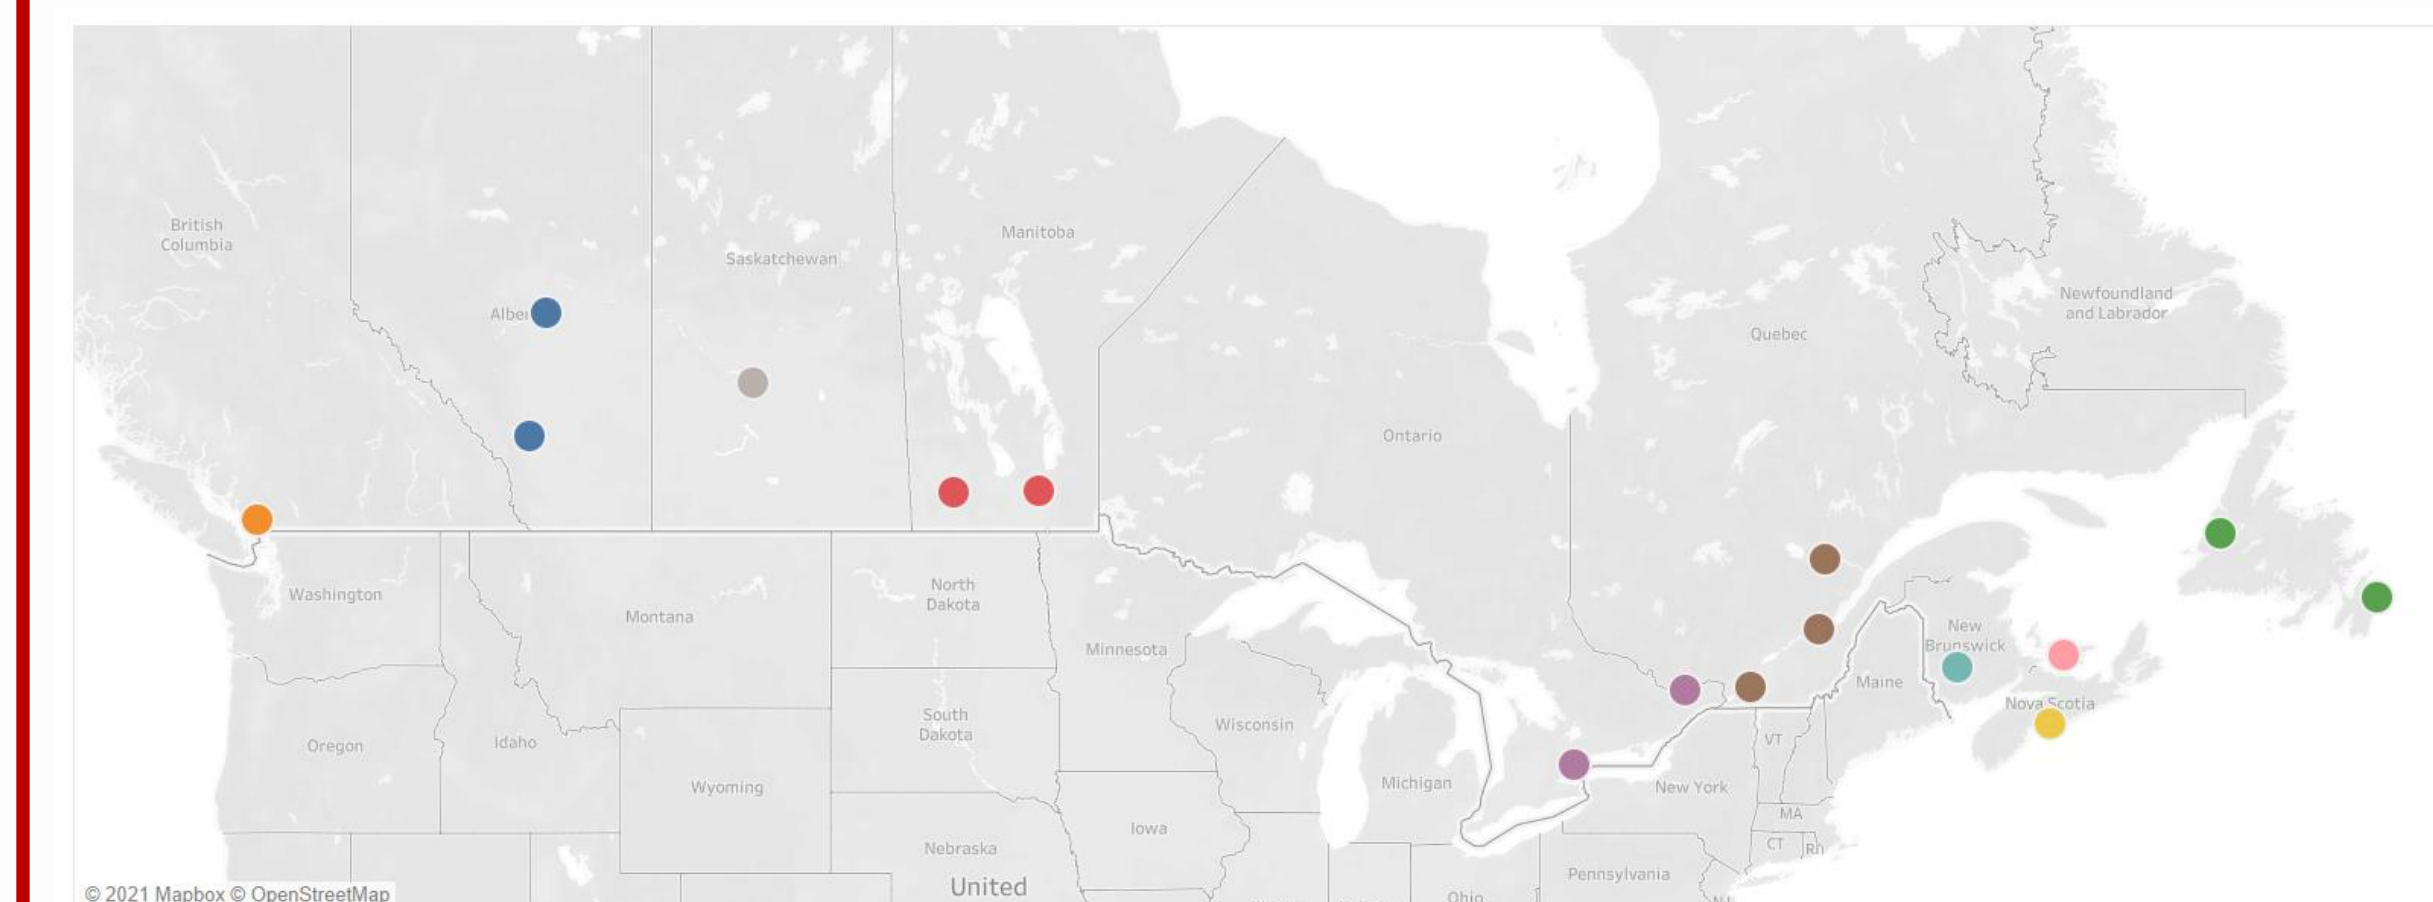 British
Columbia
Manitoba
Saskatchewan
Newfoundland
and Labrador
Quebec
Ontario
Washington
Montana
North
Dakota
Minnesota
New
Brunswick
Maine
Nova Scotia
South
Dakota
Wisconsin
Oregon
Idaho
VT
Wyoming
Michigan
New York
MA
Iowa
CT
Nebraska
Pennsylvania
United
© 2021 Mapbox © OpenStreetMap
Ohio